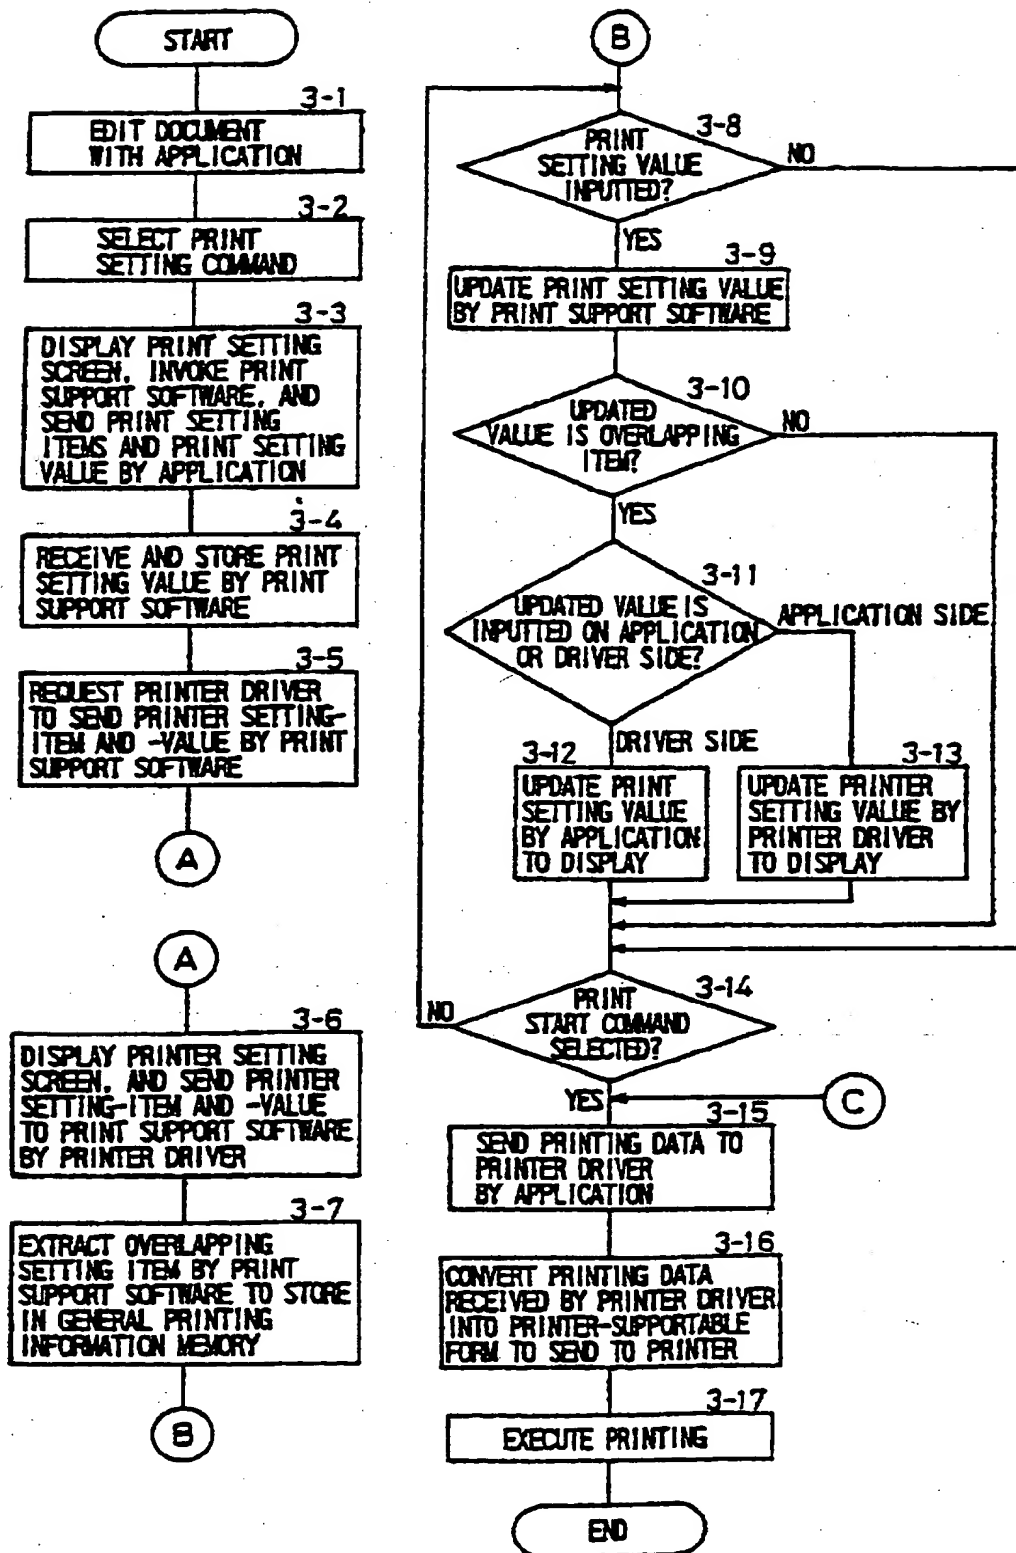 START
3-1
EDIT DOCUMENT
WITH APPLICATION
3-2
SELECT PRINT
SETTING COMMAND
3-3
DISPLAY PRINT SETTING
SCREEN, INVOKE PRINT
SUPPORT SOFTWARE, AND
SEND PRINT SETTING
ITEMS AND PRINT SETTING
VALUE BY APPLICATION
3-4
RECEIVE AND STORE PRINT
SETTING VALUE BY PRINT
SUPPORT SOFTWARE
3-5
REQUEST PRINTER DRIVER
TO SEND PRINTER SETTING-
ITEM AND -VALUE BY PRINT
SUPPORT SOFTWARE
A
A
3-6
DISPLAY PRINTER SETTING
SCREEN, AND SEND PRINTER
SETTING-ITEM AND -VALUE
TO PRINT SUPPORT SOFTWARE
BY PRINTER DRIVER
3-7
EXTRACT OVERLAPPING
SETTING ITEM BY PRINT
SUPPORT SOFTWARE TO STORE
IN GENERAL PRINTING
INFORMATION MEMORY
B
B
3-8
PRINT
SETTING VALUE
INPUTTED?
NO
YES
3-9
UPDATE PRINT SETTING VALUE
BY PRINT SUPPORT SOFTWARE
3-10
UPDATED
VALUE IS OVERLAPPING
ITEM?
NO
YES
3-11
UPDATED VALUE IS
INPUTTED ON APPLICATION
OR DRIVER SIDE?
APPLICATION SIDE
DRIVER SIDE
3-12
UPDATE PRINT
SETTING VALUE
BY APPLICATION
TO DISPLAY
3-13
UPDATE PRINTER
SETTING VALUE BY
PRINTER DRIVER
TO DISPLAY
3-14
PRINT
START COMMAND
SELECTED?
NO
YES
C
3-15
SEND PRINTING DATA TO
PRINTER DRIVER
BY APPLICATION
3-16
CONVERT PRINTING DATA
RECEIVED BY PRINTER DRIVER
INTO PRINTER-SUPPORTABLE
FORM TO SEND TO PRINTER
3-17
EXECUTE PRINTING
END